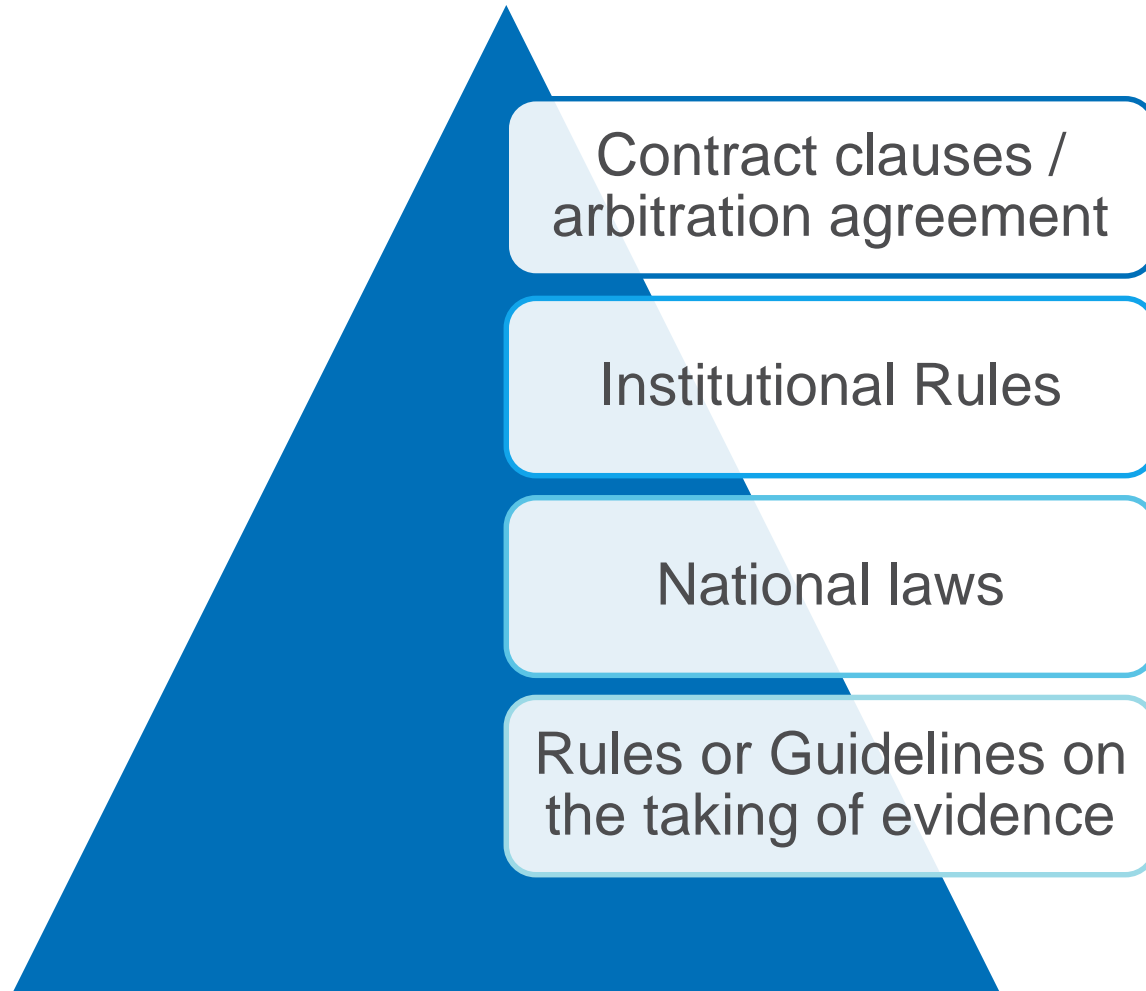 Contract clauses /
arbitration agreement
Institutional Rules
National laws
Rules or Guidelines on
the taking of evidence